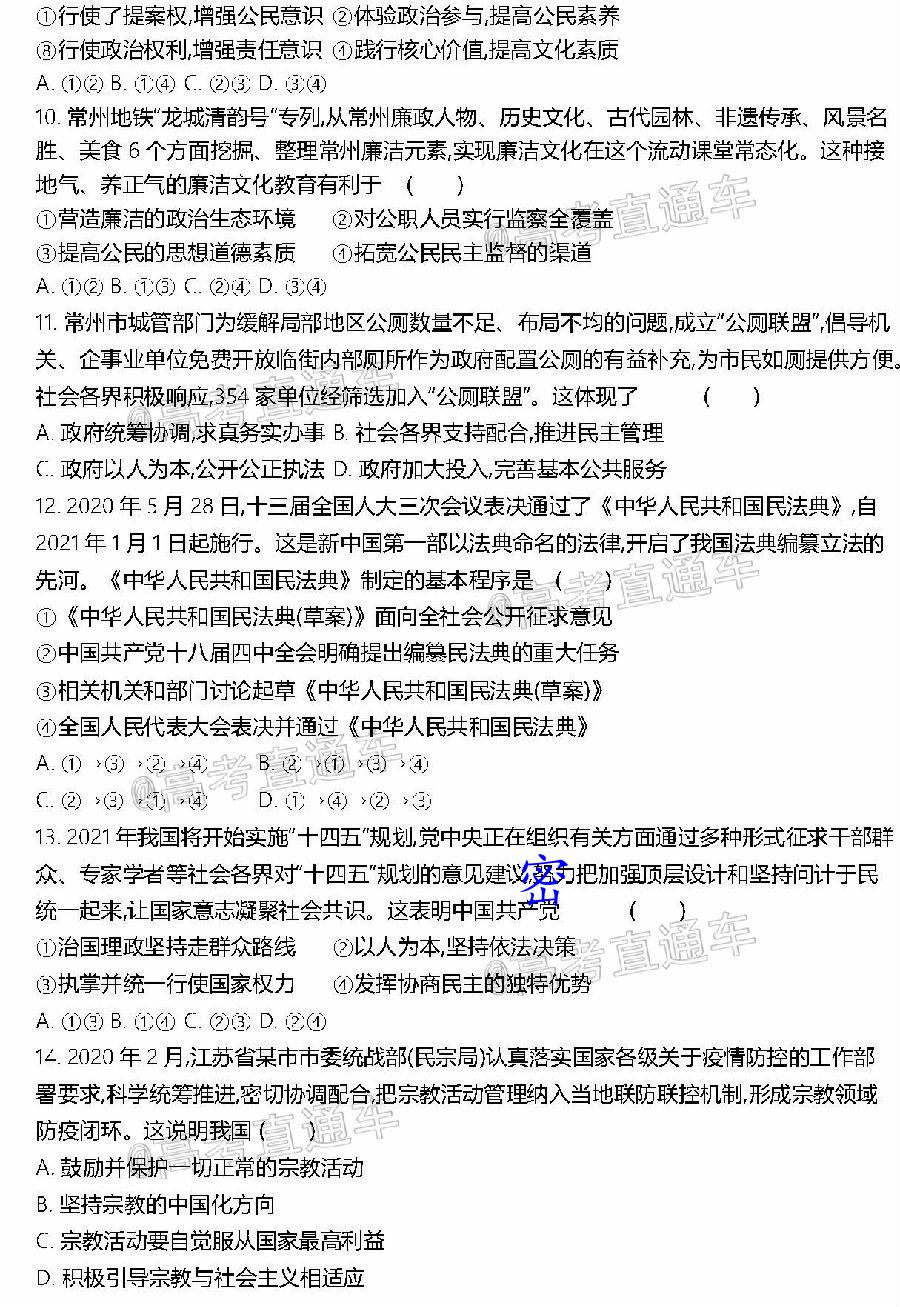 ①行使了提案权,增强公民意识 ②体验政治参与,提高公民素养
⑧行使政治权利,增强责任意识 ④践行核心价值,提高文化素质
A. ①② B. ①④ C. ②③ D. ③④
10. 常州地铁“龙城清韵号”专列,从常州廉政人物、历史文化、古代园林、非遗传承、风景名
胜、美食 6 个方面挖掘、整理常州廉洁元素,实现廉洁文化在这个流动课堂常态化。这种接
地气、养正气的廉洁文化教育有利于 ( )
①营造廉洁的政治生态环境 ②对公职人员实行监察全覆盖
③提高公民的思想道德素质 ④拓宽公民民主监督的渠道
A. ①② B. ①③ C. ②④ D. ③④
11. 常州市城管部门为缓解局部地区公厕数量不足、布局不均的问题,成立“公厕联盟”,倡导机
关、企事业单位免费开放临街内部厕所作为政府配置公厕的有益补充,为市民如厕提供方便。
社会各界积极响应,354 家单位经筛选加入“公厕联盟”。这体现了 ( )
A. 政府统筹协调,求真务实办事 B. 社会各界支持配合,推进民主管理
C. 政府以人为本,公开公正执法 D. 政府加大投入,完善基本公共服务
12. 2020 年 5 月 28 日,十三届全国人大三次会议表决通过了《中华人民共和国民法典》,自
2021 年 1 月 1 日起施行。这是新中国第一部以法典命名的法律,开启了我国法典编纂立法的
先河。《中华人民共和国民法典》制定的基本程序是 ( )
①《中华人民共和国民法典(草案)》面向全社会公开征求意见
②中国共产党十八届四中全会明确提出编纂民法典的重大任务
③相关机关和部门讨论起草《中华人民共和国民法典(草案)》
④全国人民代表大会表决并通过《中华人民共和国民法典》
A. ①→③→②→④ B. ②→①→③→④
C. ②→③→①→④ D. ①→④→②→③
13. 2021 年我国将开始实施“十四五”规划,党中央正在组织有关方面通过多种形式征求干部群
众、专家学者等社会各界对“十四五”规划的意见建议,力把加强顶层设计和坚持问计于民
密
统一起来,让国家意志凝聚社会共识。这表明中国共产党 ( )
①治国理政坚持走群众路线 ②以人为本,坚持依法决策
③执掌并统一行使国家权力 ④发挥协商民主的独特优势
A. ①③ B. ①④ C. ②③ D. ②④
14. 2020 年 2 月,江苏省某市市委统战部(民宗局)认真落实国家各级关于疫情防控的工作部
署要求,科学统筹推进,密切协调配合,把宗教活动管理纳入当地联防联控机制,形成宗教领域
防疫闭环。这说明我国 ( )
A. 鼓励并保护一切正常的宗教活动
B. 坚持宗教的中国化方向
C. 宗教活动要自觉服从国家最高利益
D. 积极引导宗教与社会主义相适应
@高考直通车
@高考直通车
@高考直通车
@高考直通车
@高考直通车
@高考直通车